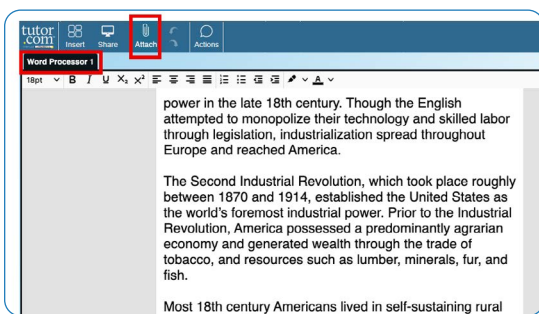 tutor
.com
Insert Share Attach Actions
Word Processor 1
18pt B I U X₂ X² A
power in the late 18th century. Though the English
attempted to monopolize their technology and skilled labor
through legislation, industrialization spread throughout
Europe and reached America.
The Second Industrial Revolution, which took place roughly
between 1870 and 1914, established the United States as
the world's foremost industrial power. Prior to the Industrial
Revolution, America possessed a predominantly agrarian
economy and generated wealth through the trade of
tobacco, and resources such as lumber, minerals, fur, and
fish.
Most 18th century Americans lived in self-sustaining rural